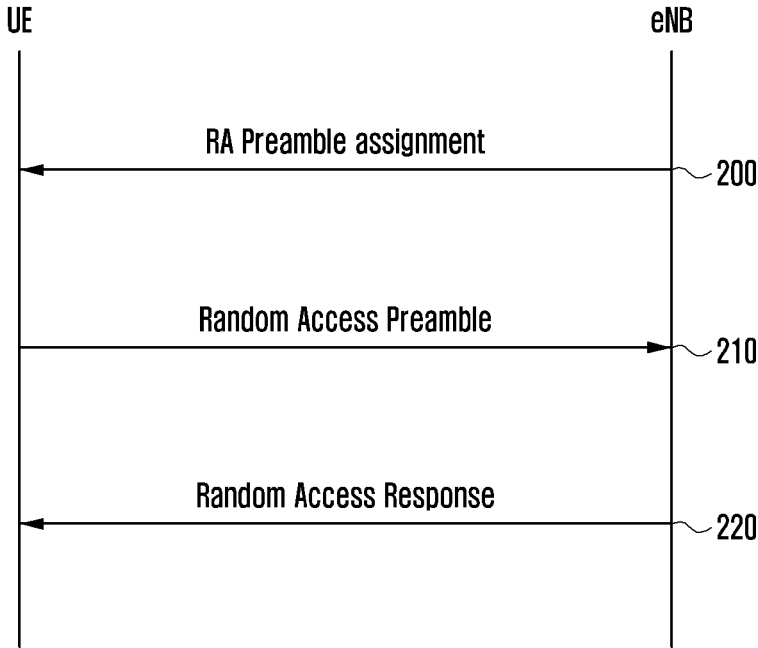 UE
eNB
RA Preamble assignment
200
Random Access Preamble
210
Random Access Response
220